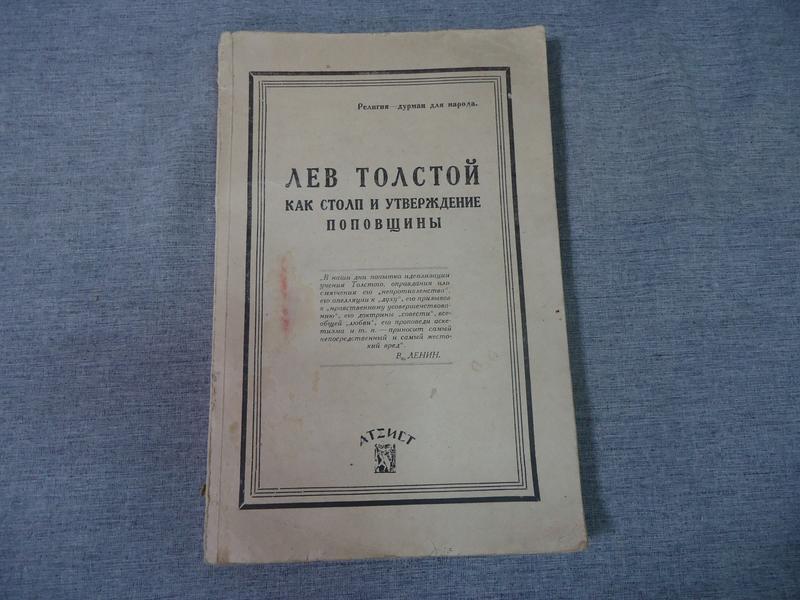 Религия—дурман для народа.
ЛЕВ ТОЛСТОЙ
КАК СТОЛП И УТВЕРЖДЕНИЕ
ПОПОВЩИНЫ
„В наши дни попытка идеализации
учения Толстого, оправдания или
смягчения его „непротивленства",
его апелляции к „духу", его призывов
к „нравственному усовершенствова-
нию", его доктрины „совести", все-
общей „любви", его проповеди аске-
тизма и т. п.—приносит самый
непосредственный и самый жесто-
кий вред".
Вл. ЛЕНИН.
АТЕИСТ